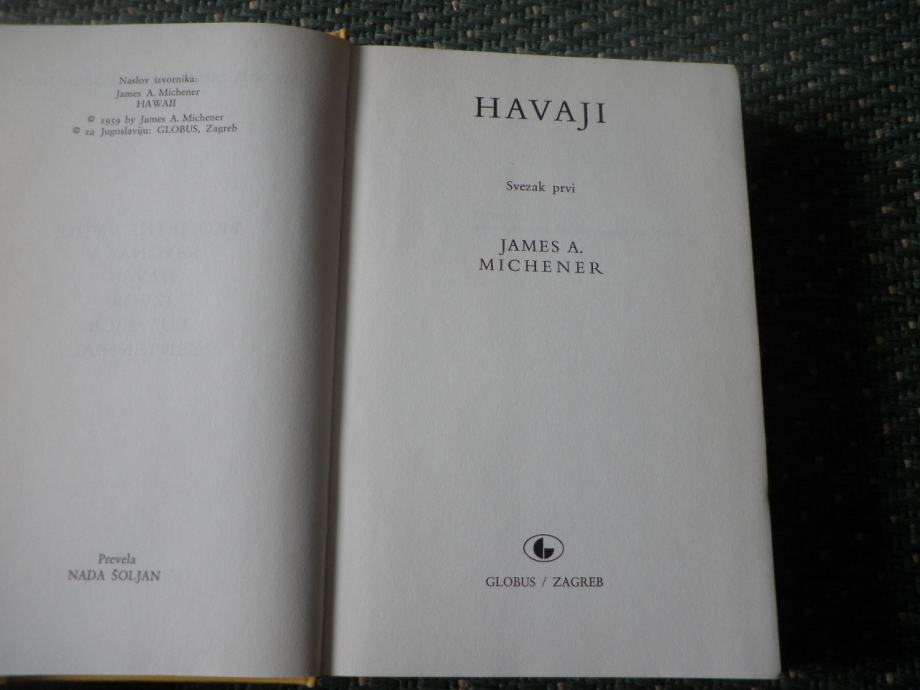 Naslov izvornika:
James A. Michener
HAWAII
© 1959 by James A. Michener
© za Jugoslaviju: GLOBUS, Zagreb
Prevela
NADA ŠOLJAN
HAVAJI
Svezak prvi
JAMES A.
MICHENER
GLOBUS / ZAGREB